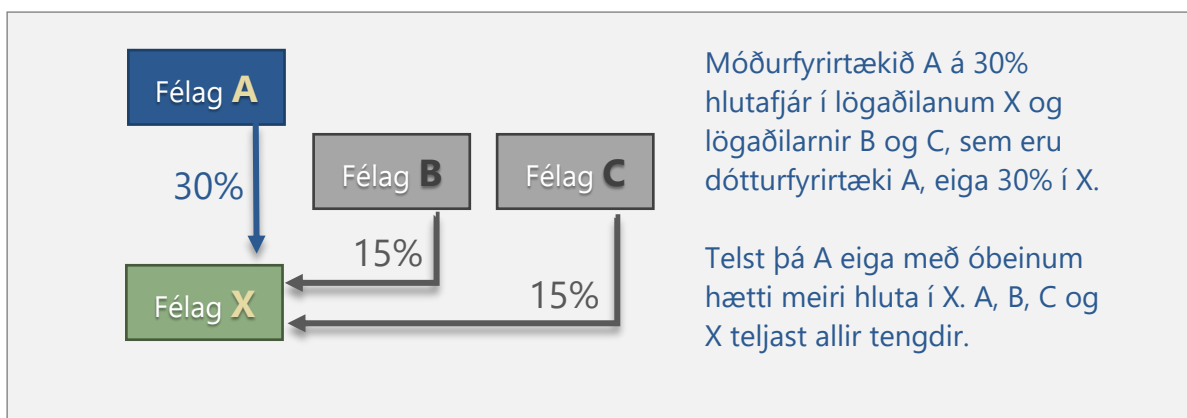 Félag A
30%
Félag B
Félag C
15%
15%
Félag X
Móðurfyrirtækið A á 30%
hlutafjár í lögaðilanum X og
lögaðilarnir B og C, sem eru
dótturfyrirtæki A, eiga 30% í X.
Telst þá A eiga með óbeinum
hætti meiri hluta í X. A, B, C og
X teljast allir tengdir.